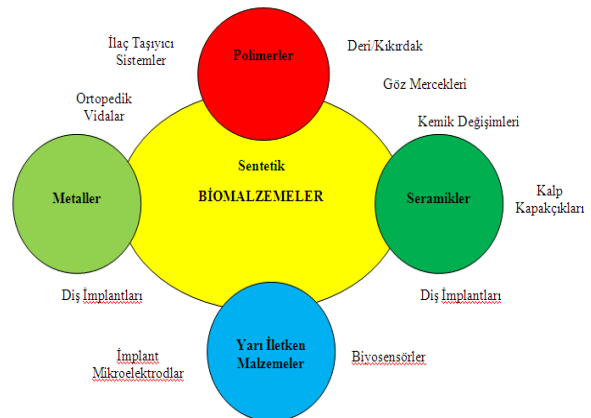 İlaç Taşıyıcı
Sistemler
Polimerler
Deri/Kıkırdak
Göz Mercekleri
Ortopedik
Vidalar
Kemik Değişimleri
Sentetik
BİOMALZEMELER
Metaller
Seramikler
Kalp
Kapakçıkları
Diş İmplantları
Diş İmplantları
Yarı İletken
Malzemeler
İmplant
Mikroelektrodlar
Biyosensörler